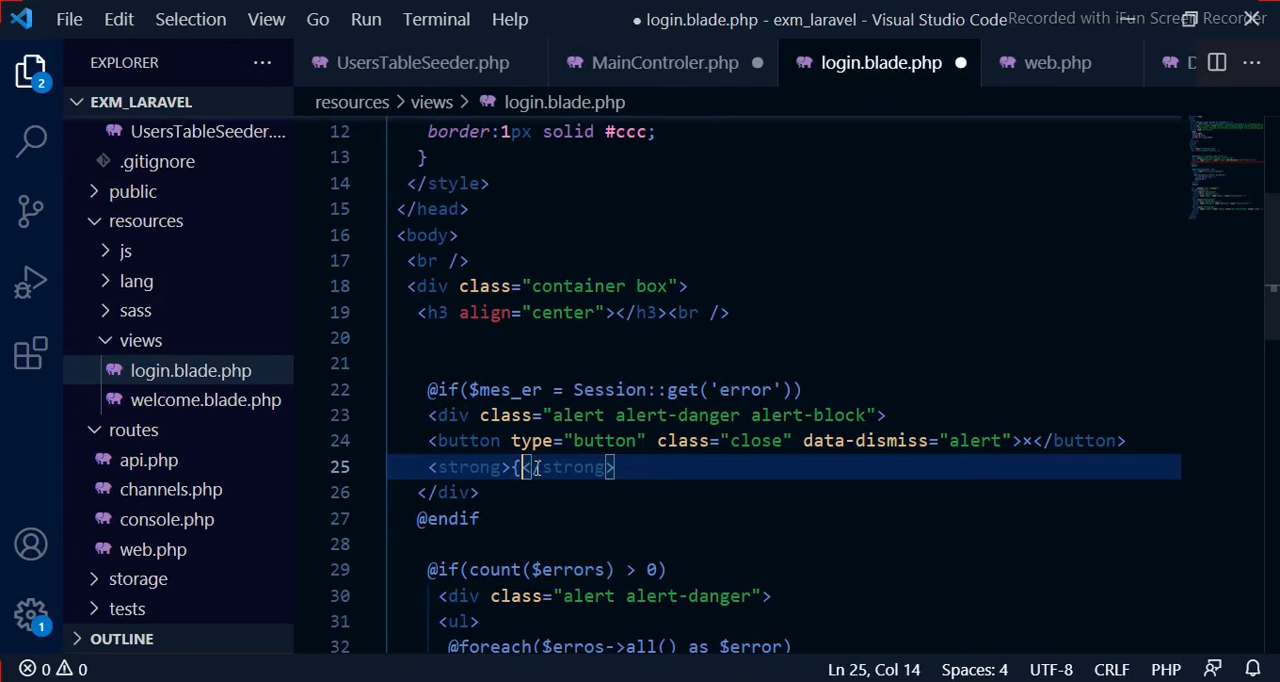 File Edit Selection View Go Run Terminal Help
● login.blade.php - exm_laravel - Visual Studio Code
Recorded with iFun Screen Recorder
EXPLORER ···
UsersTableSeeder.php MainControler.php ● login.blade.php ● web.php D ···
EXM_LARAVEL
resources > views > login.blade.php
UsersTableSeeder....
.gitignore
public
resources
js
lang
sass
views
login.blade.php
welcome.blade.php
routes
api.php
channels.php
console.php
web.php
storage
tests
OUTLINE
2
1
12 border:1px solid #ccc;
13 }
14 </style>
15 </head>
16 <body>
17 <br />
18 <div class="container box">
19 <h3 align="center"></h3><br />
20
21
22 @if($mes_er = Session::get('error'))
23 <div class="alert alert-danger alert-block">
24 <button type="button" class="close" data-dismiss="alert">×</button>
25 <strong>{</strong>
26 </div>
27 @endif
28
29 @if(count($errors) > 0)
30 <div class="alert alert-danger">
31 <ul>
32 @foreach($erros->all() as $error)
0 0 Ln 25, Col 14 Spaces: 4 UTF-8 CRLF PHP